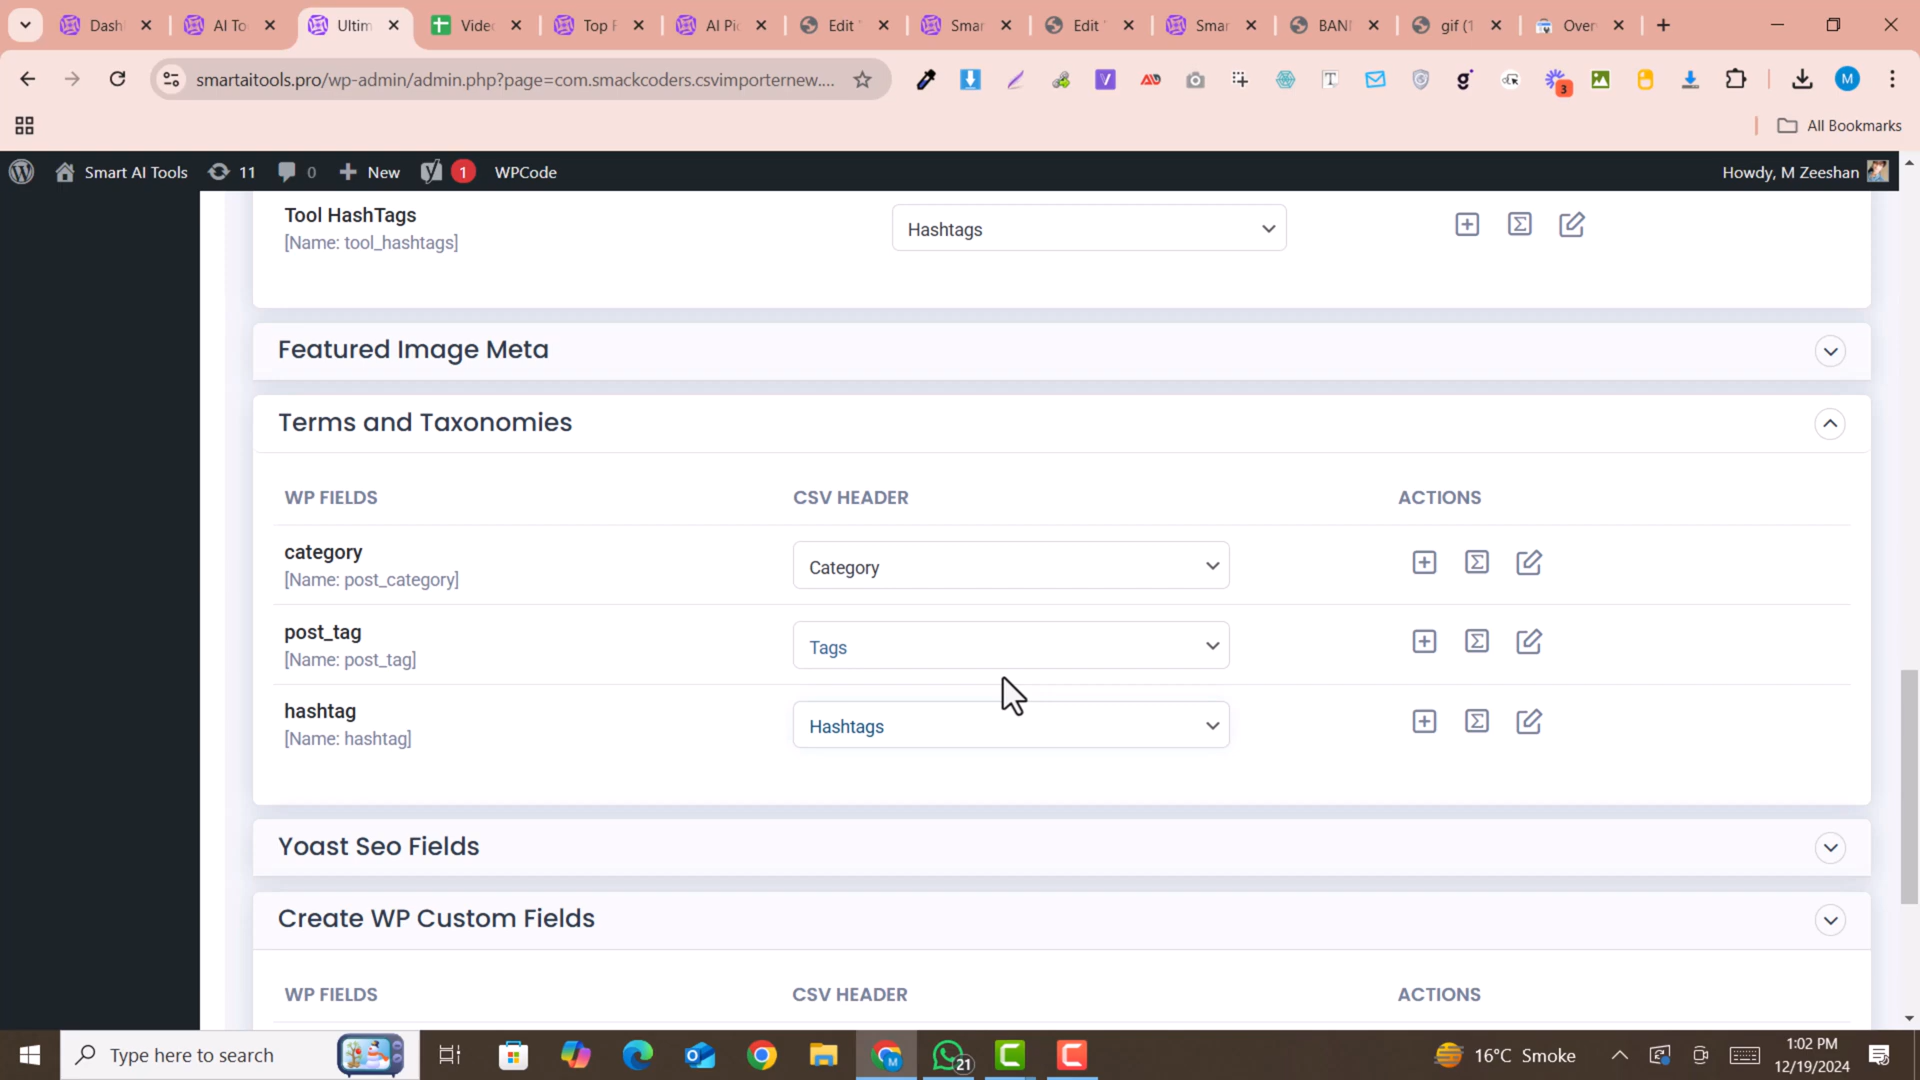 Dash
AI To
Ultim
Vide
Top F
AI Pi
Edit
Smar
Edit
Smar
BAN
gif (1
Over
smartaitools.pro/wp-admin/admin.php?page=com.smackcoders.csvimporternew....
3
M
All Bookmarks
Smart AI Tools
11
0
New
1
WPCode
Howdy, M Zeeshan
Tool HashTags
[Name: tool_hashtags]
Hashtags
Featured Image Meta
Terms and Taxonomies
WP FIELDS
CSV HEADER
ACTIONS
category
[Name: post_category]
Category
post_tag
[Name: post_tag]
Tags
hashtag
[Name: hashtag]
Hashtags
Yoast Seo Fields
Create WP Custom Fields
WP FIELDS
CSV HEADER
ACTIONS
Type here to search
21
16°C Smoke
1:02 PM
12/19/2024